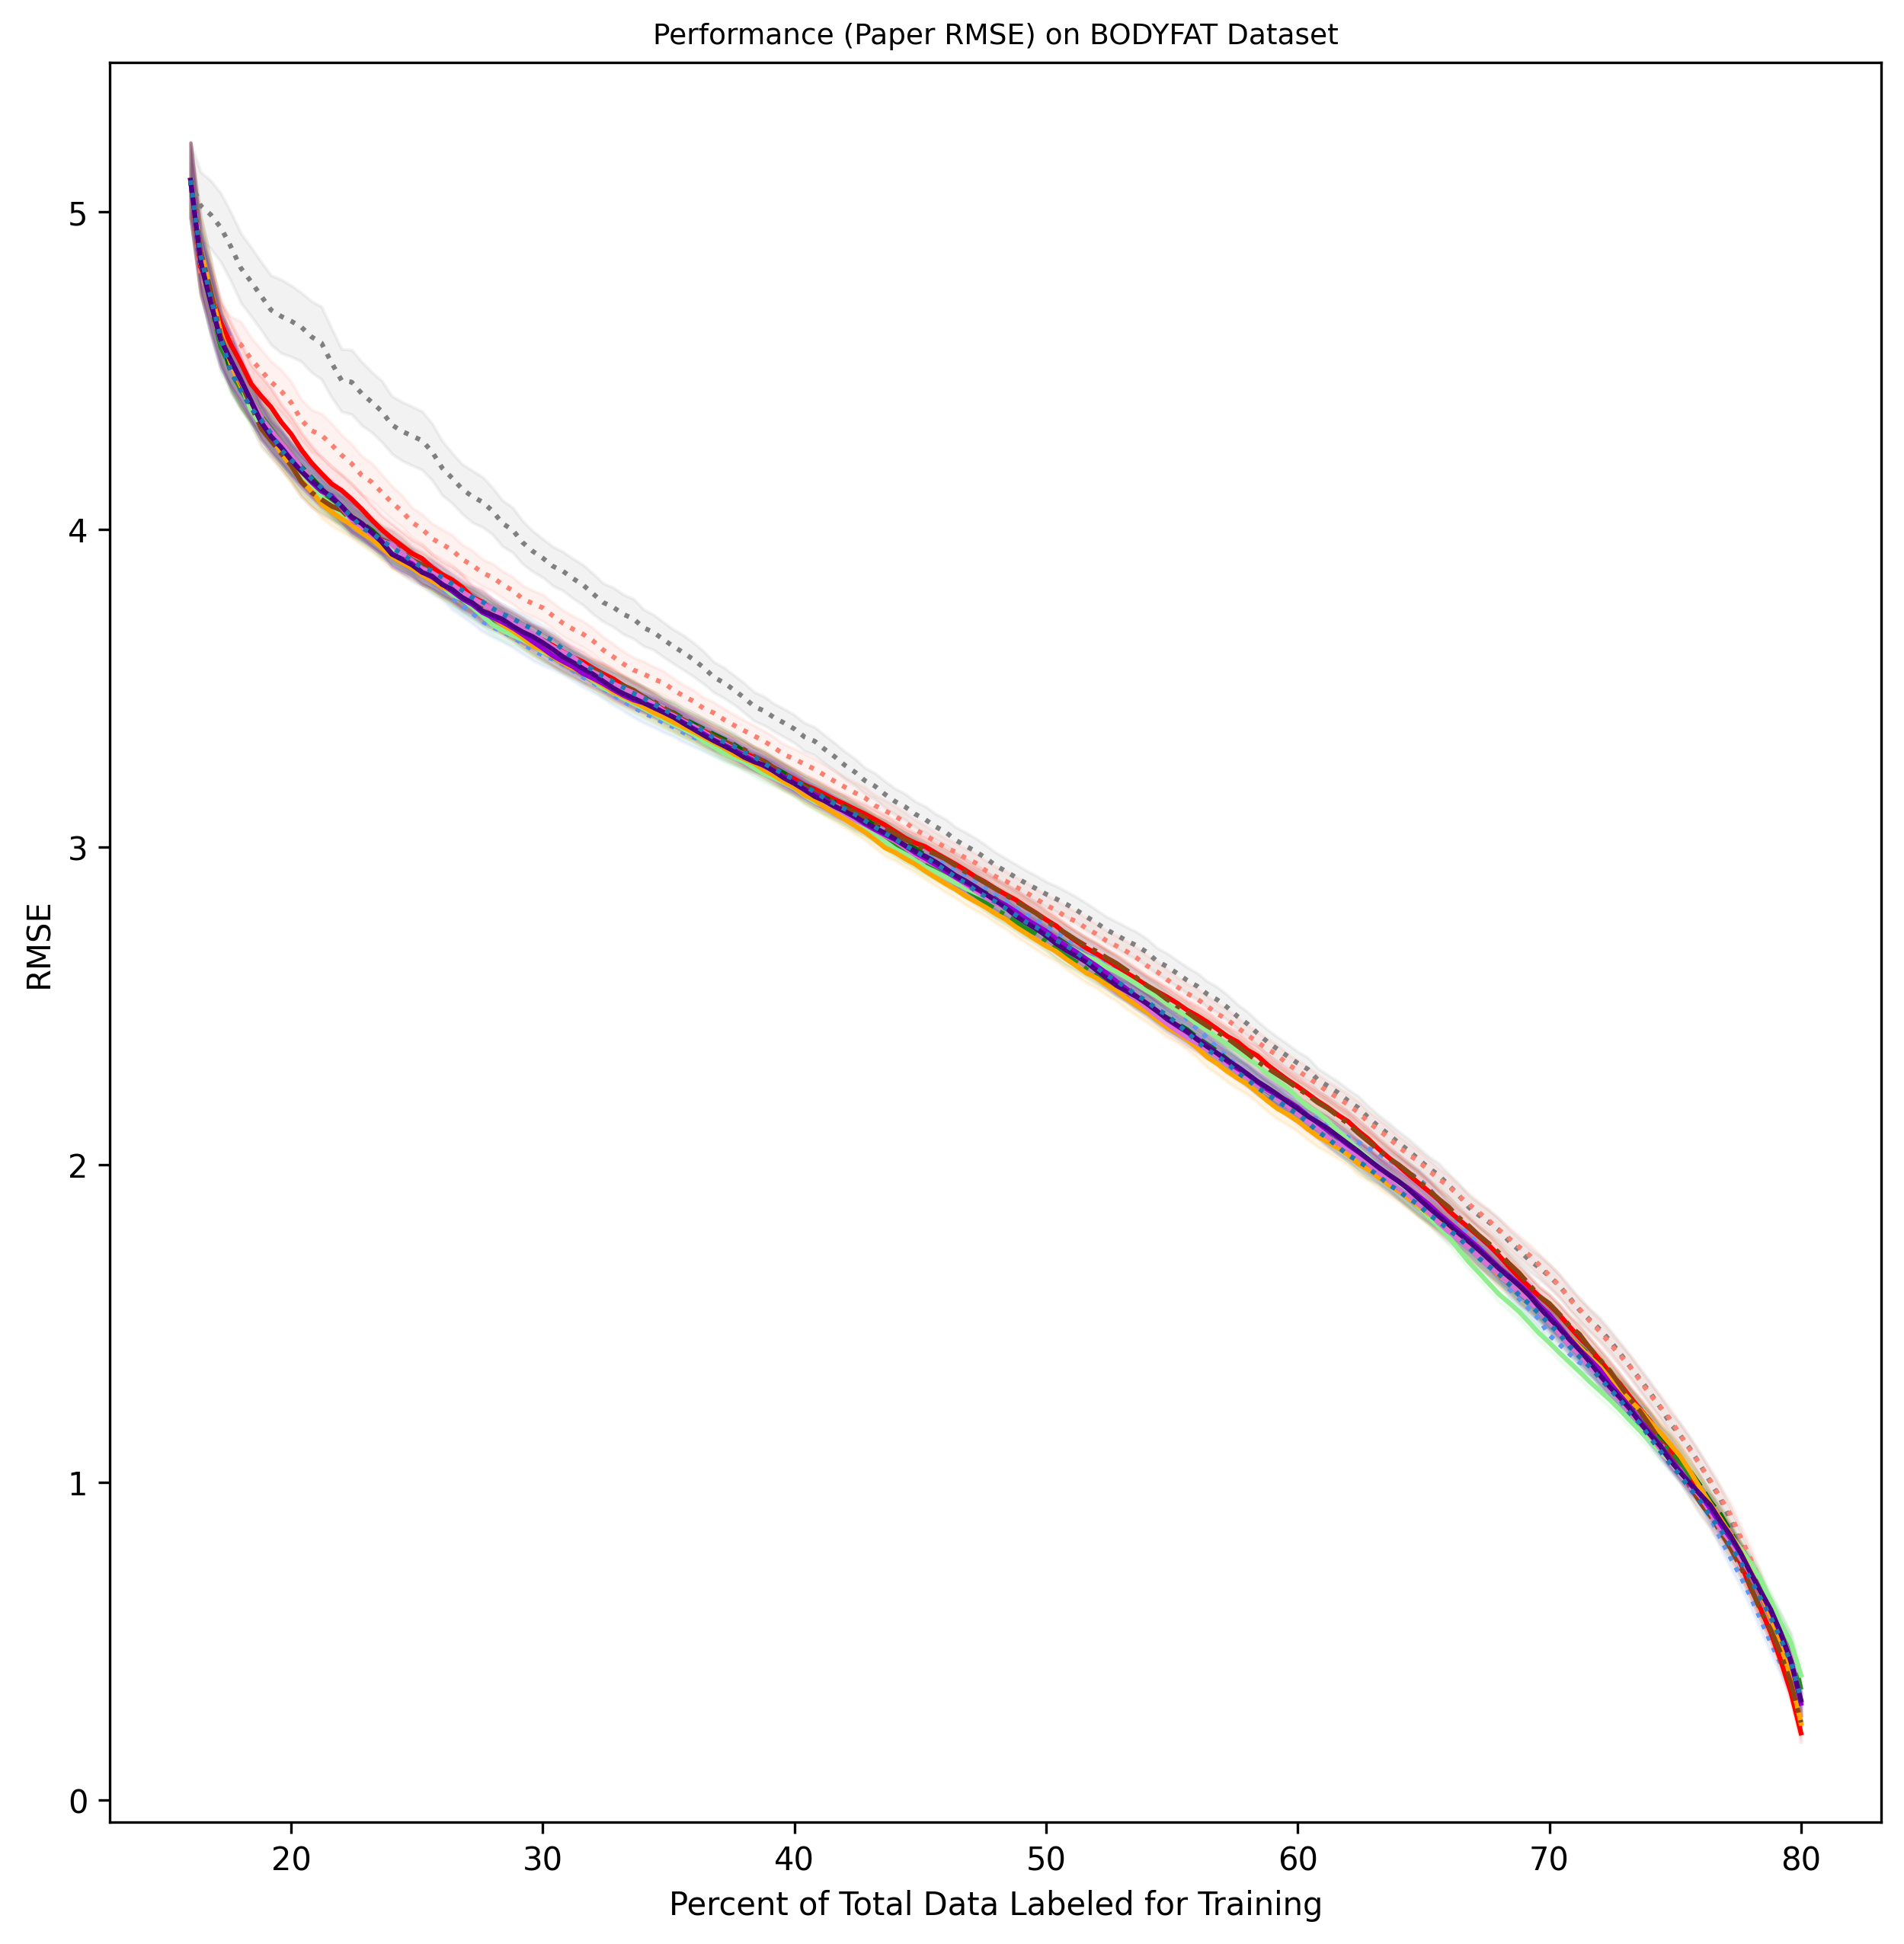 Performance (Paper RMSE) on BODYFAT Dataset
5
4
3
2
1
0
RMSE
20 30 40 50 60 70 80
Percent of Total Data Labeled for Training